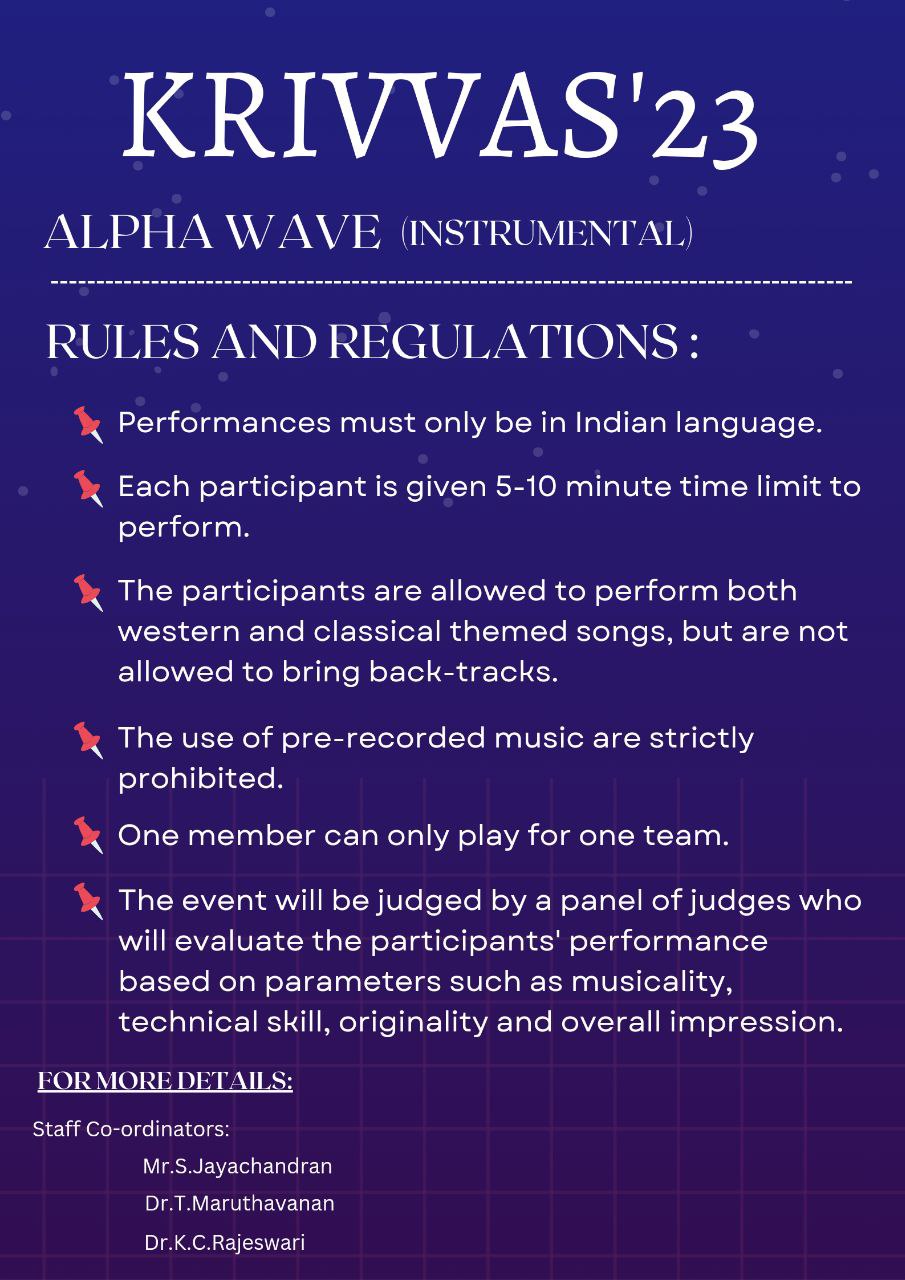 KRIVVAS'23
ALPHA WAVE (INSTRUMENTAL)
--------------------------------------------------------------------------------
RULES AND REGULATIONS :
Performances must only be in Indian language.
Each participant is given 5-10 minute time limit to
perform.
The participants are allowed to perform both
western and classical themed songs, but are not
allowed to bring back-tracks.
The use of pre-recorded music are strictly
prohibited.
One member can only play for one team.
The event will be judged by a panel of judges who
will evaluate the participants' performance
based on parameters such as musicality,
technical skill, originality and overall impression.
FOR MORE DETAILS:
Staff Co-ordinators:
Mr.S.Jayachandran
Dr.T.Maruthavanan
Dr.K.C.Rajeswari